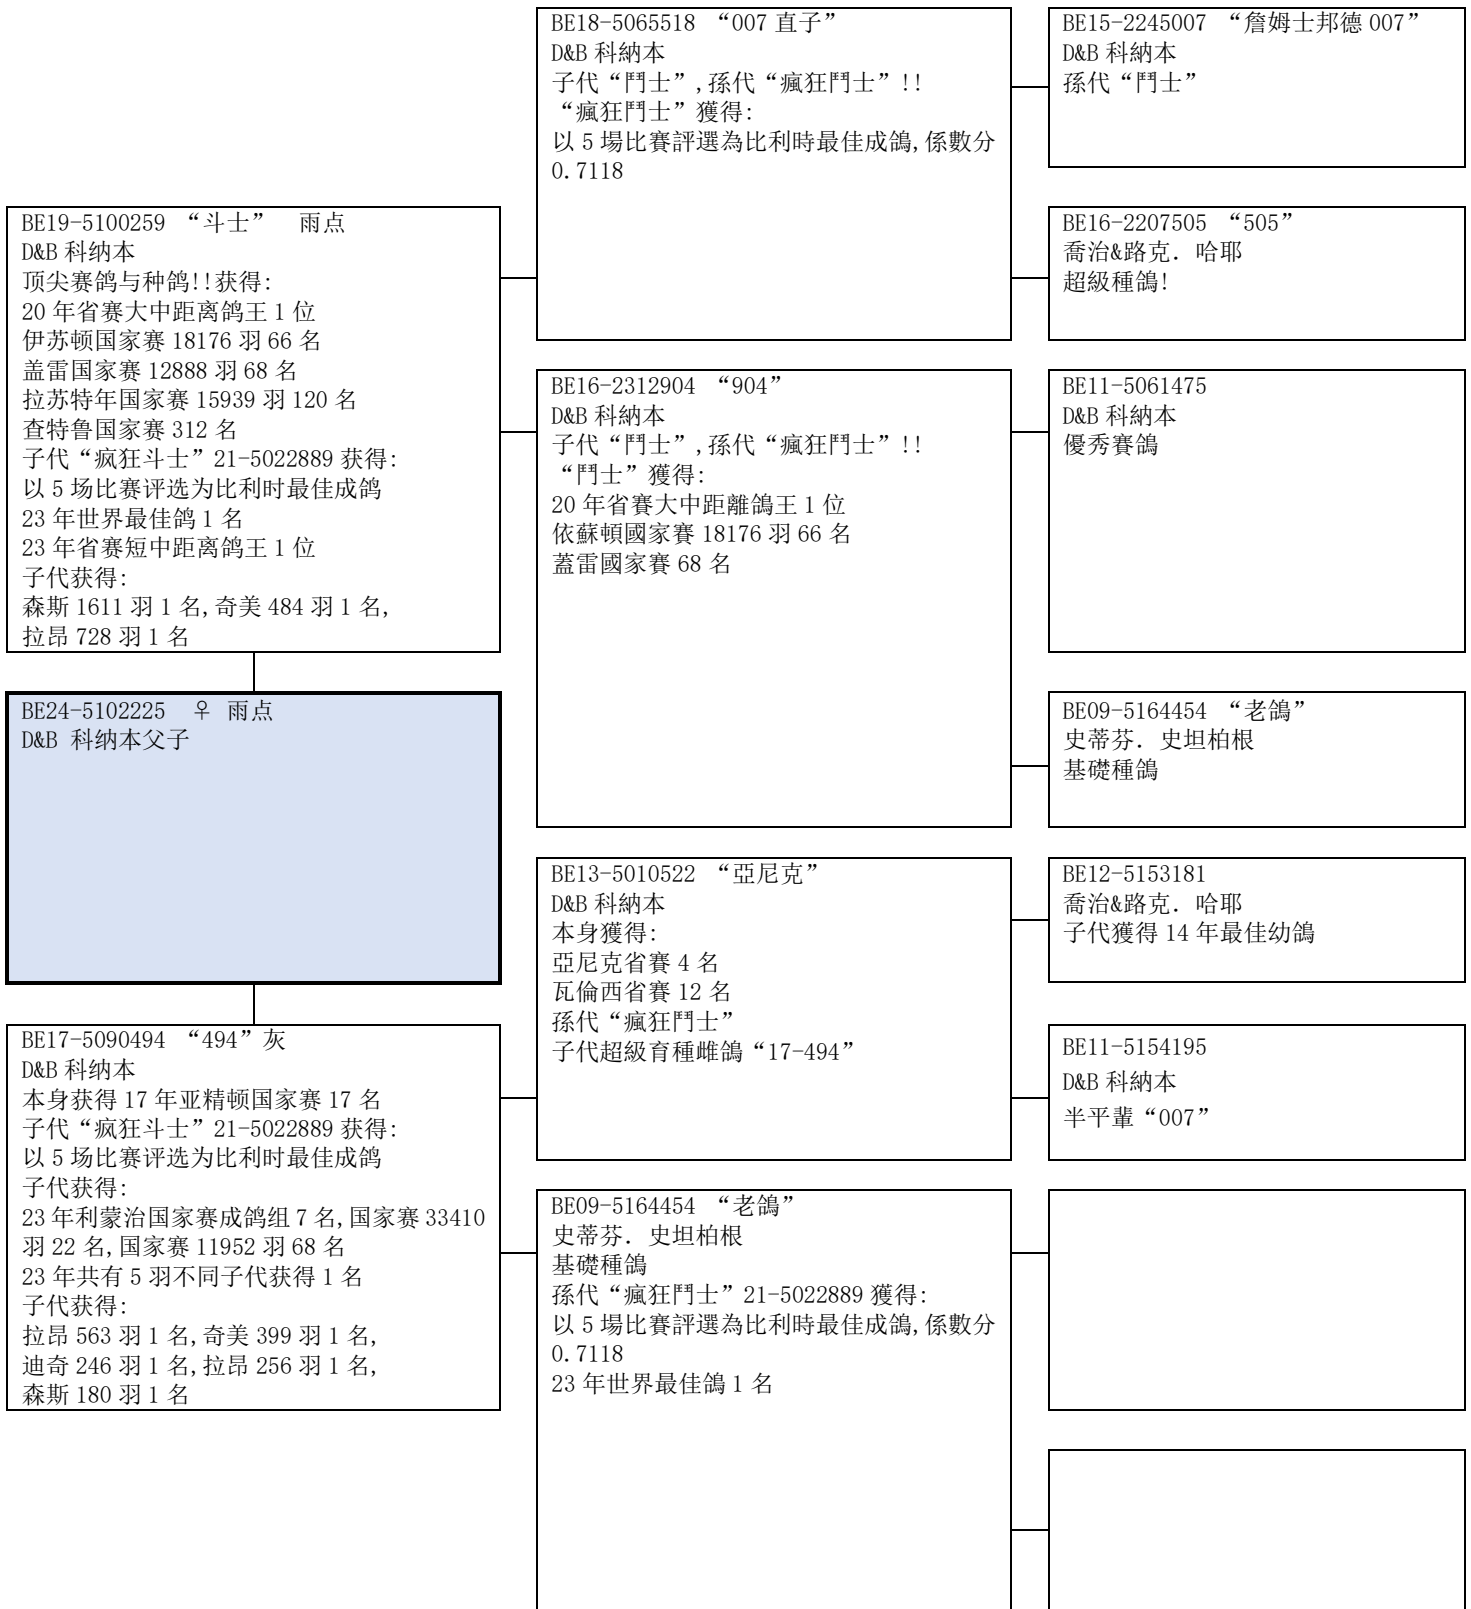 BE19-5100259 “斗士” 雨点
D&B 科纳本
顶尖赛鸽与种鸽!!获得:
20 年省赛大中距离鸽王 1 位
伊苏顿国家赛 18176 羽 66 名
盖雷国家赛 12888 羽 68 名
拉苏特年国家赛 15939 羽 120 名
查特鲁国家赛 312 名
子代“疯狂斗士”21-5022889 获得:
以 5 场比赛评选为比利时最佳成鸽
23 年世界最佳鸽 1 名
23 年省赛短中距离鸽王 1 位
子代获得:
森斯 1611 羽 1 名,奇美 484 羽 1 名,
拉昂 728 羽 1 名
BE24-5102225 ♀ 雨点
D&B 科纳本父子
BE17-5090494 “494”灰
D&B 科纳本
本身获得 17 年亚精顿国家赛 17 名
子代“疯狂斗士”21-5022889 获得:
以 5 场比赛评选为比利时最佳成鸽
子代获得:
23 年利蒙治国家赛成鸽组 7 名,国家赛 33410
羽 22 名,国家赛 11952 羽 68 名
23 年共有 5 羽不同子代获得 1 名
子代获得:
拉昂 563 羽 1 名,奇美 399 羽 1 名,
迪奇 246 羽 1 名,拉昂 256 羽 1 名,
森斯 180 羽 1 名
BE18-5065518 “007 直子”
D&B 科納本
子代“鬥士”,孫代“瘋狂鬥士”!!
“瘋狂鬥士”獲得:
以 5 場比賽評選為比利時最佳成鴿,係數分
0.7118
BE16-2312904 “904”
D&B 科納本
子代“鬥士”,孫代“瘋狂鬥士”!!
“鬥士”獲得:
20 年省賽大中距離鴿王 1 位
依蘇頓國家賽 18176 羽 66 名
蓋雷國家賽 68 名
BE13-5010522 “亞尼克”
D&B 科納本
本身獲得:
亞尼克省賽 4 名
瓦倫西省賽 12 名
孫代“瘋狂鬥士”
子代超級育種雌鴿“17-494”
BE09-5164454 “老鴿”
史蒂芬. 史坦柏根
基礎種鴿
孫代“瘋狂鬥士”21-5022889 獲得:
以 5 場比賽評選為比利時最佳成鴿,係數分
0.7118
23 年世界最佳鴿 1 名
BE15-2245007 “詹姆士邦德 007”
D&B 科納本
孫代“鬥士”
BE16-2207505 “505”
喬治&路克. 哈耶
超級種鴿!
BE11-5061475
D&B 科納本
優秀賽鴿
BE09-5164454 “老鴿”
史蒂芬. 史坦柏根
基礎種鴿
BE12-5153181
喬治&路克. 哈耶
子代獲得 14 年最佳幼鴿
BE11-5154195
D&B 科納本
半平輩“007”